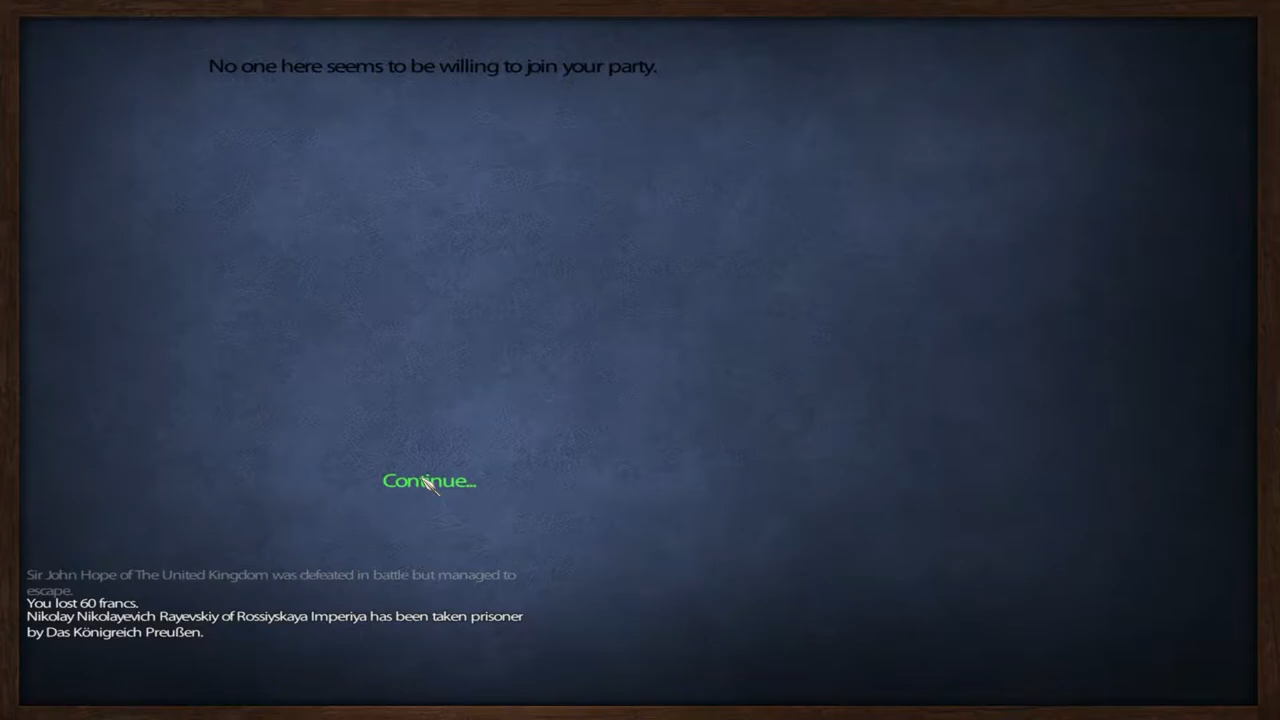 No one here seems to be willing to join your party.
Continue...
Sir John Hope of The United Kingdom was defeated in battle but managed to
escape.
You lost 60 francs.
Nikolay Nikolayevich Rayevskiy of Rossiyskaya Imperiya has been taken prisoner
by Das Königreich Preußen.